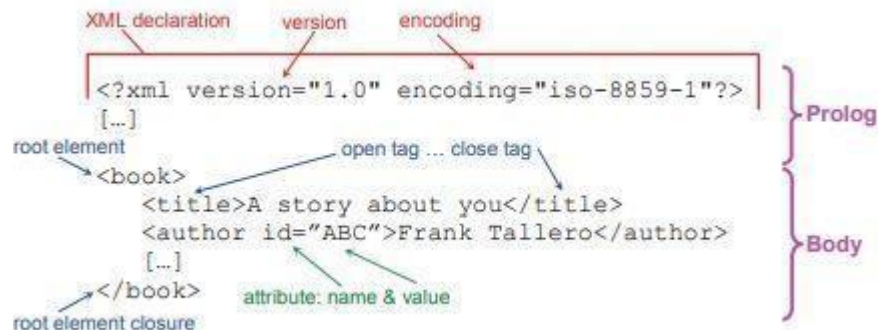 XML declaration version encoding
<?xml version="1.0" encoding="iso-8859-1"?>
[…]
Prolog
root element open tag … close tag
<book>
<title>A story about you</title>
<author id=”ABC”>Frank Tallero</author>
Body
[…]
attribute: name & value
</book>
root element closure